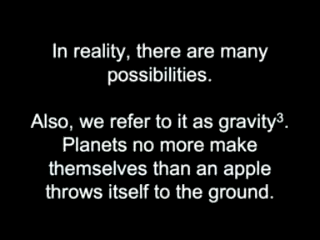 In reality, there are many
possibilities.
Also, we refer to it as gravity³.
Planets no more make
themselves than an apple
throws itself to the ground.